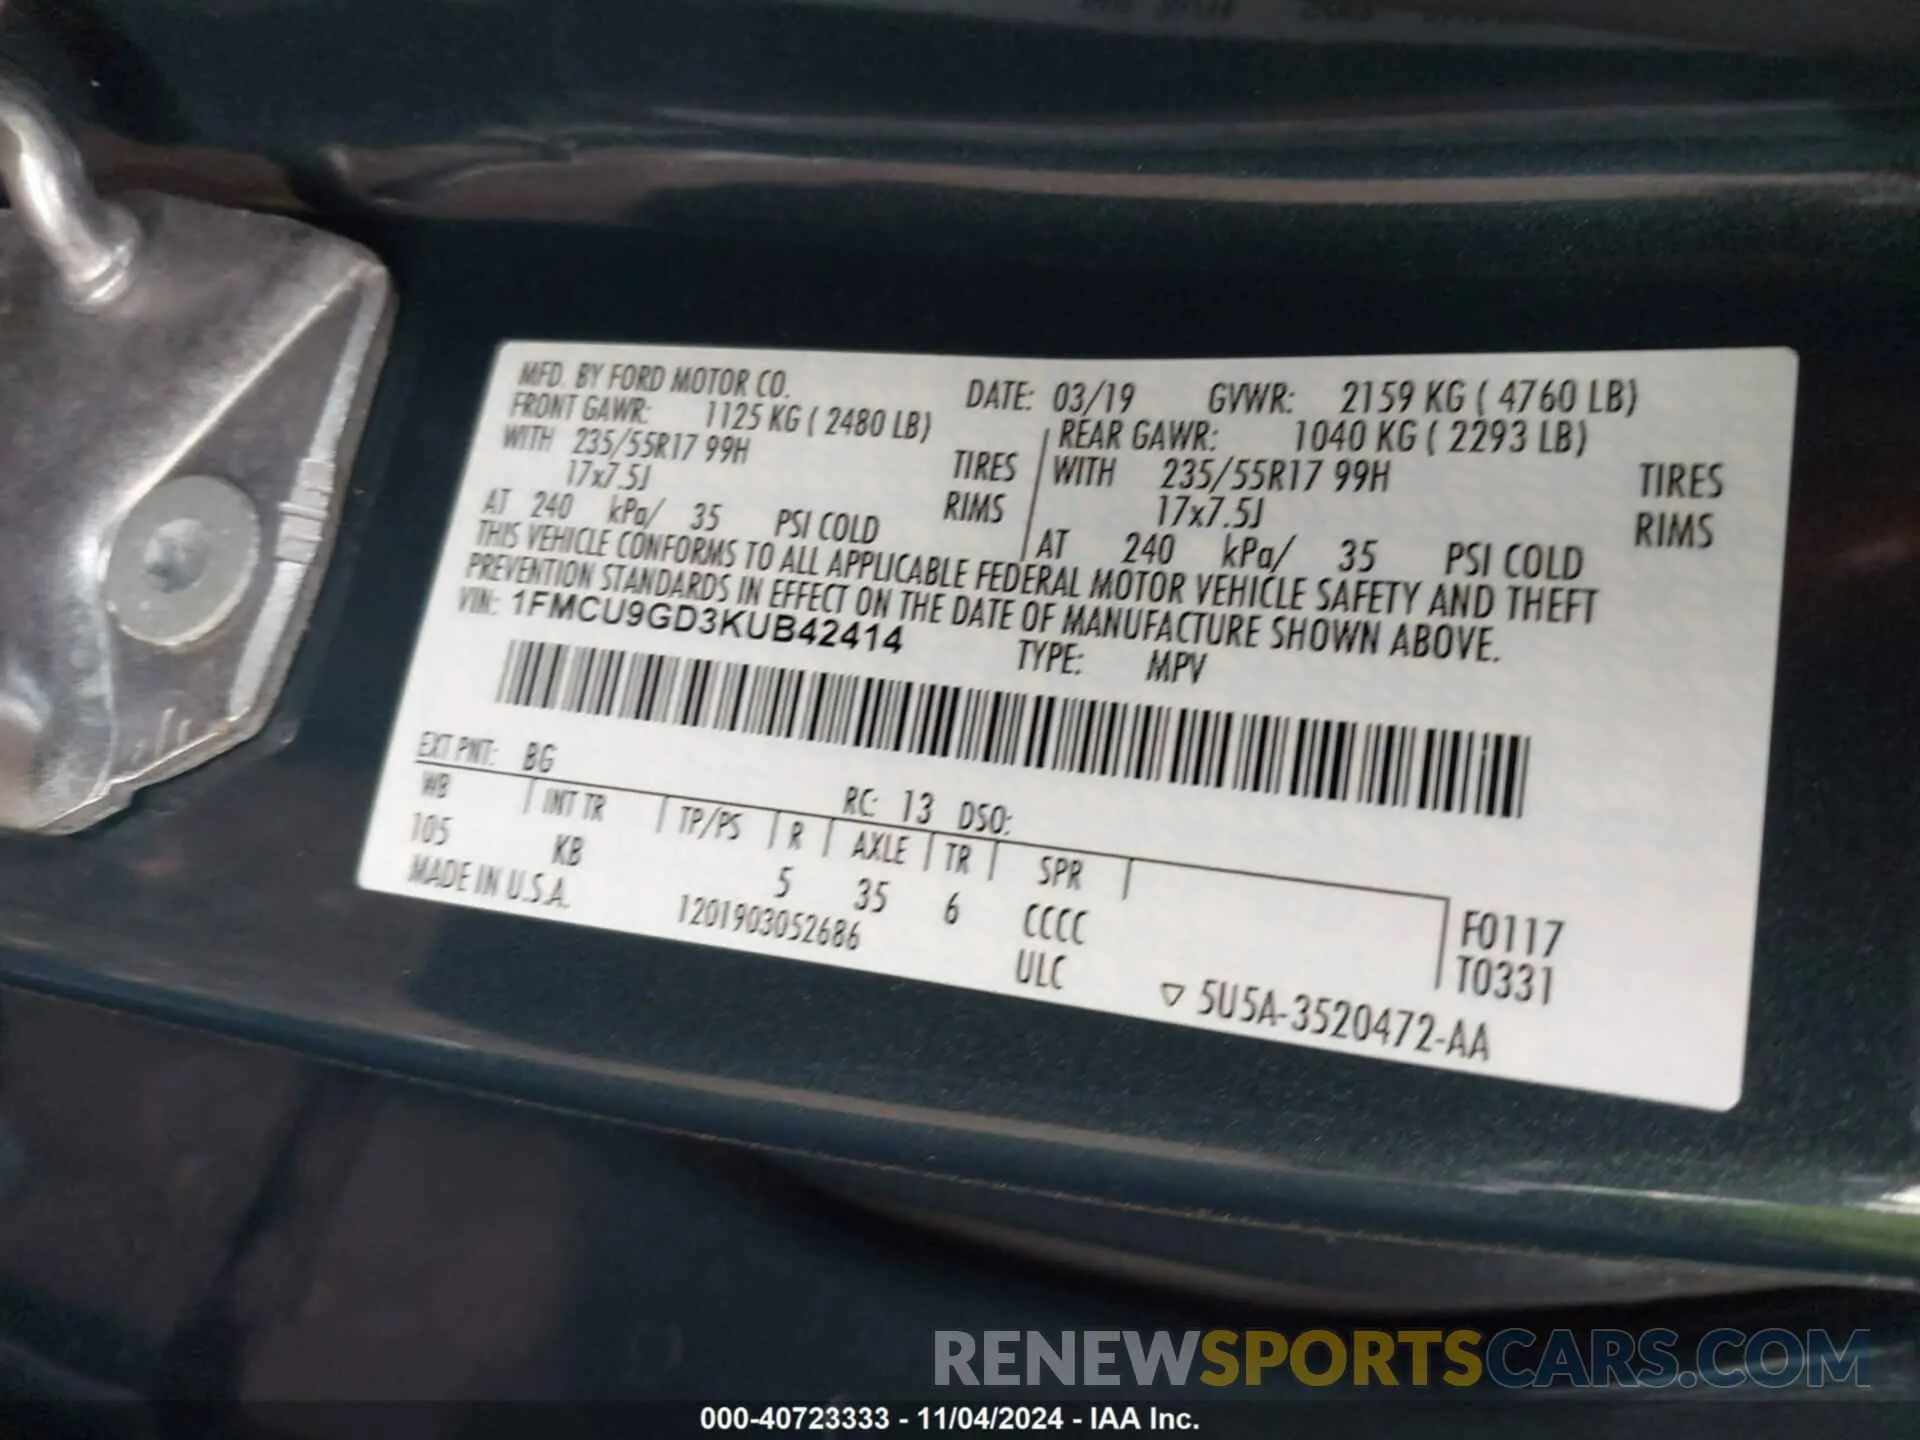 MFD. BY FORD MOTOR CO. DATE: 03/19 GVWR: 2159 KG ( 4760 LB)
FRONT GAWR: 1125 KG ( 2480 LB) REAR GAWR: 1040 KG ( 2293 LB)
WITH 235/55R17 99H TIRES WITH 235/55R17 99H TIRES
17x7.5J RIMS 17x7.5J RIMS
AT 240 kPa/ 35 PSI COLD AT 240 kPa/ 35 PSI COLD
THIS VEHICLE CONFORMS TO ALL APPLICABLE FEDERAL MOTOR VEHICLE SAFETY AND THEFT
PREVENTION STANDARDS IN EFFECT ON THE DATE OF MANUFACTURE SHOWN ABOVE.
VIN: 1FMCU9GD3KUB42414 TYPE: MPV
EXT PNT: BG RC: 13 DSO:
WB INT TR TP/PS R AXLE TR SPR
105 KB 5 35 6 CCCC F0117
MADE IN U.S.A. 1201903052686 ULC T0331
▽ 5U5A-3520472-AA
RENEWSPORTSCARS.COM
000-40723333 - 11/04/2024 - IAA Inc.